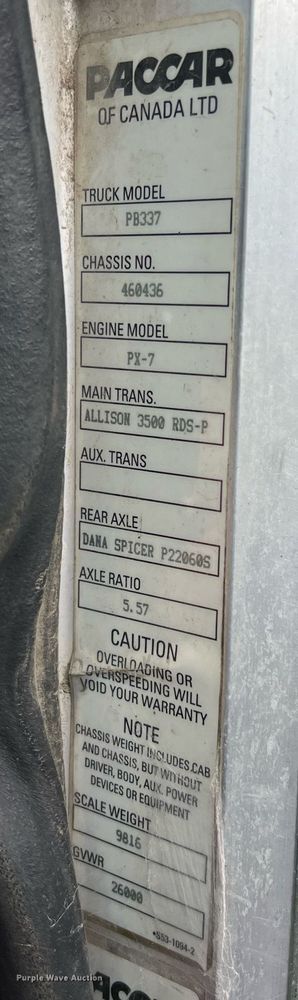 PACCAR
OF CANADA LTD
TRUCK MODEL
PB337
CHASSIS NO.
460436
ENGINE MODEL
PX-7
MAIN TRANS.
ALLISON 3500 RDS-P
AUX. TRANS
REAR AXLE
DANA SPICER P22060S
AXLE RATIO
5.57
CAUTION
OVERLOADING OR
OVERSPEEDING WILL
VOID YOUR WARRANTY
NOTE
CHASSIS WEIGHT INCLUDES CAB
AND CHASSIS, BUT WITHOUT
DRIVER, BODY, AUX. POWER
DEVICES OR EQUIPMENT
SCALE WEIGHT
9816
GVWR
26000
*S53-1094-2
Purple Wave Auction